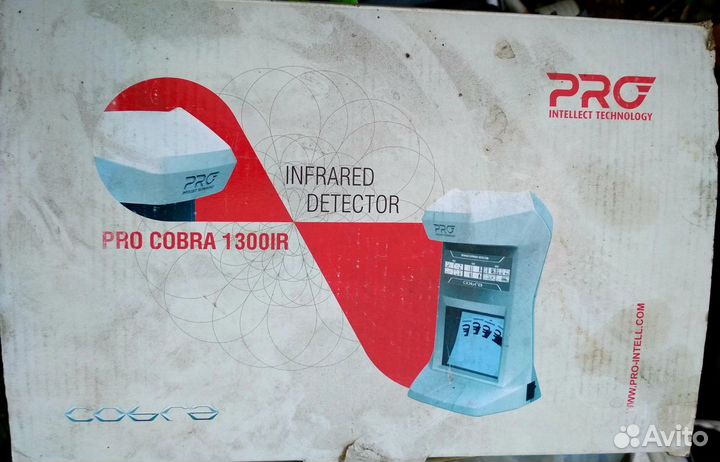 PRO
INTELLECT TECHNOLOGY
PRO
INFRARED
DETECTOR
PRO COBRA 1300IR
PRO
COBRA
WWW.PRO-INTELL.COM
COBRA
Avito